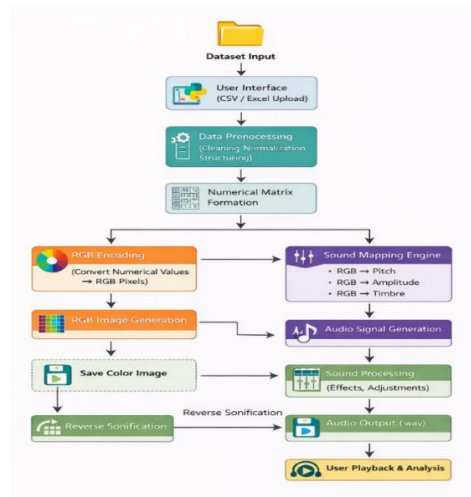 Dataset Input
User Interface
(CSV / Excel Upload)
Data Prenocessing
(Cleaning, Normalization,
Structuring)
Numerical Matrix
Formation
RGB Encoding
(Convert Numerical Values
→ RGB Pixels)
Sound Mapping Engine
• RGB → Pitch
• RGB → Amplitude
• RGB → Timbre
RGB Image Generation
Audio Signal Generation
Save Color Image
Sound Processing
(Effects, Adjustments)
Reverse Sonification
Reverse Sonification
Audio Output (.wav)
User Playback & Analysis